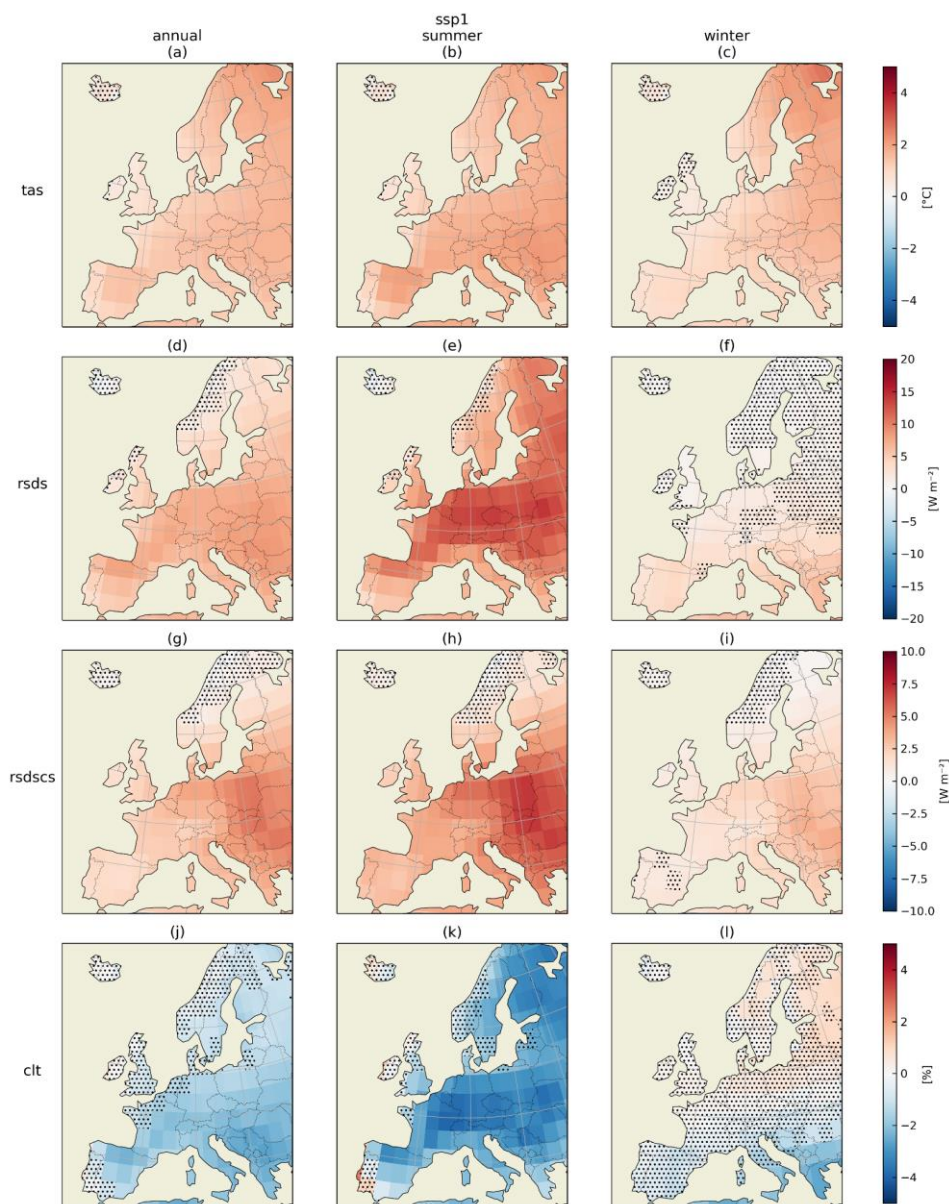 ssp1
annual summer winter
(a) (b) (c)
tas
4
2
0
−2
−4
[°C]
(d) (e) (f)
rsds
20
15
10
5
0
−5
−10
−15
−20
[W m⁻²]
(g) (h) (i)
rsdscs
10.0
7.5
5.0
2.5
0.0
−2.5
−5.0
−7.5
−10.0
[W m⁻²]
(j) (k) (l)
clt
4
2
0
−2
−4
[%]